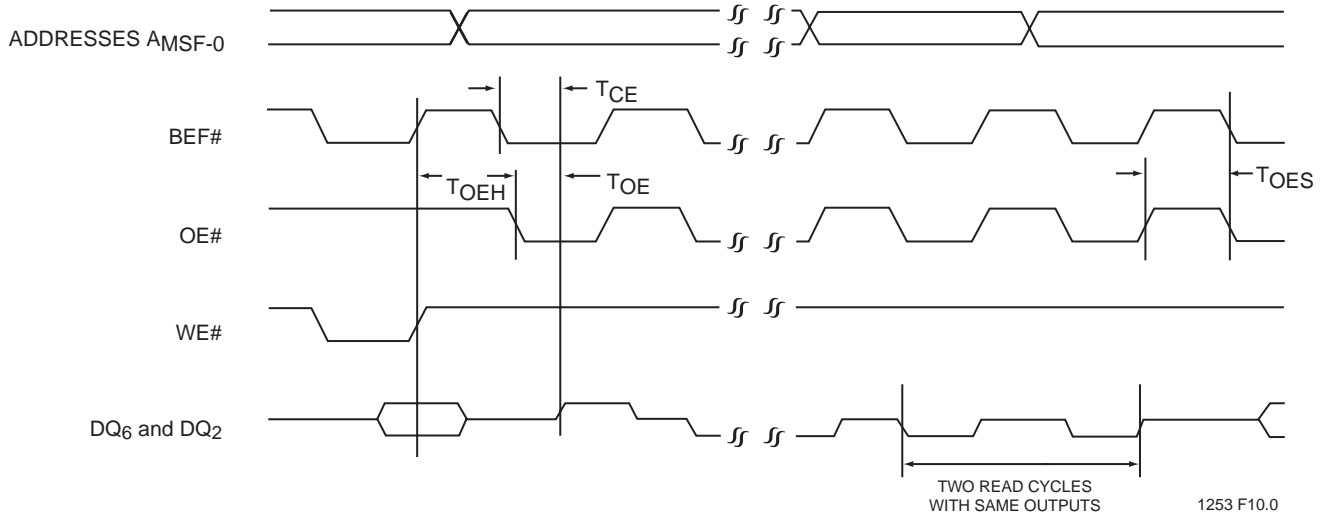 ADDRESSES AMSF-0
TCE
BEF#
TOEH
TOE
TOES
OE#
WE#
DQ6 and DQ2
TWO READ CYCLES
WITH SAME OUTPUTS
1253 F10.0